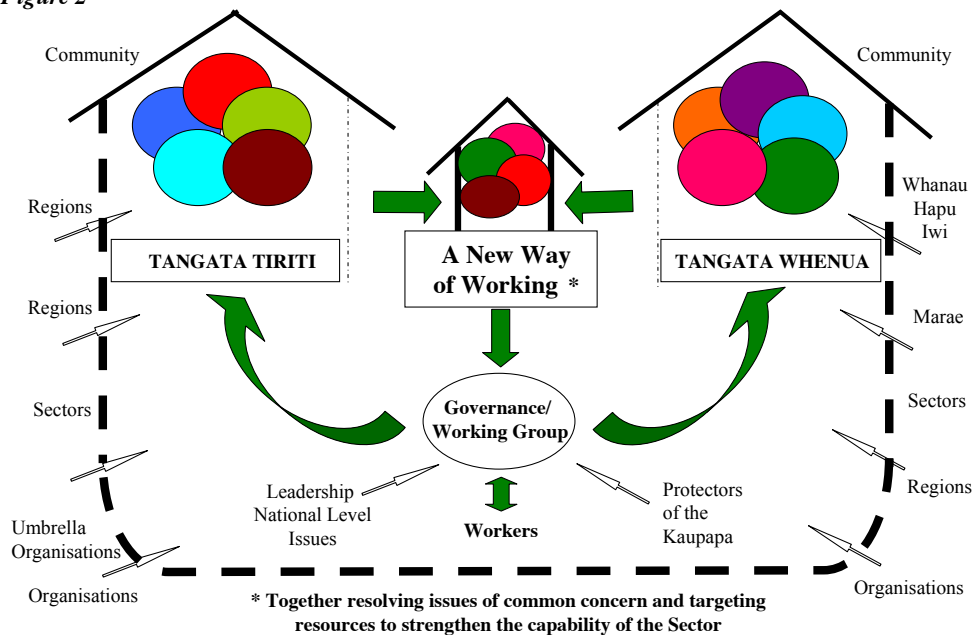 Figure 2
Community
Community
Regions
Whanau
Hapu
Iwi
TANGATA TIRITI
A New Way
of Working *
TANGATA WHENUA
Regions
Marae
Sectors
Sectors
Governance/
Working Group
Leadership
National Level
Issues
Workers
Protectors
of the
Kaupapa
Regions
Umbrella
Organisations
Organisations
Organisations
* Together resolving issues of common concern and targeting
resources to strengthen the capability of the Sector